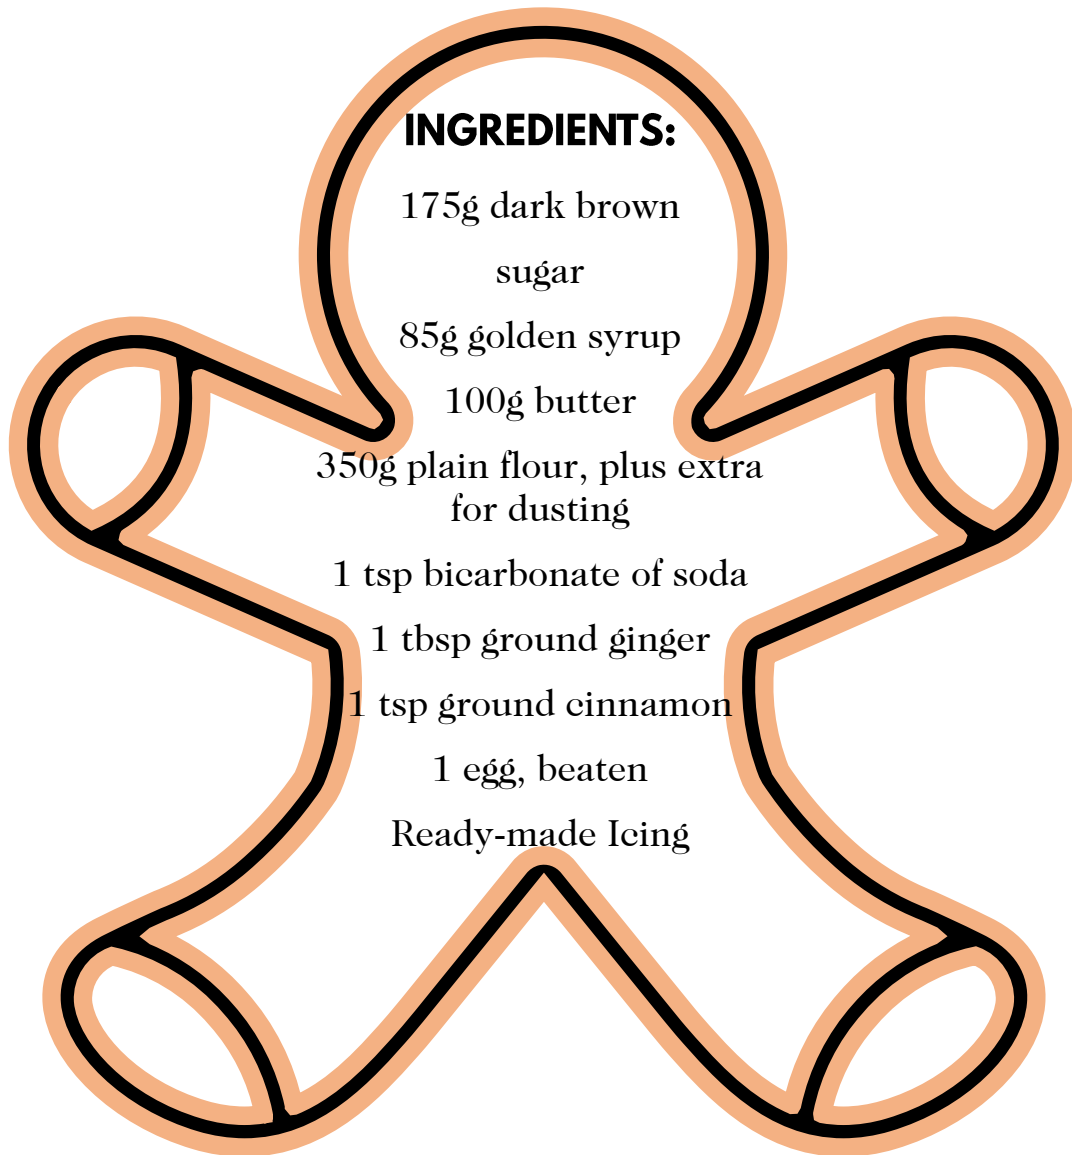 INGREDIENTS:
175g dark brown
sugar
85g golden syrup
100g butter
350g plain flour, plus extra
for dusting
1 tsp bicarbonate of soda
1 tbsp ground ginger
1 tsp ground cinnamon
1 egg, beaten
Ready-made Icing